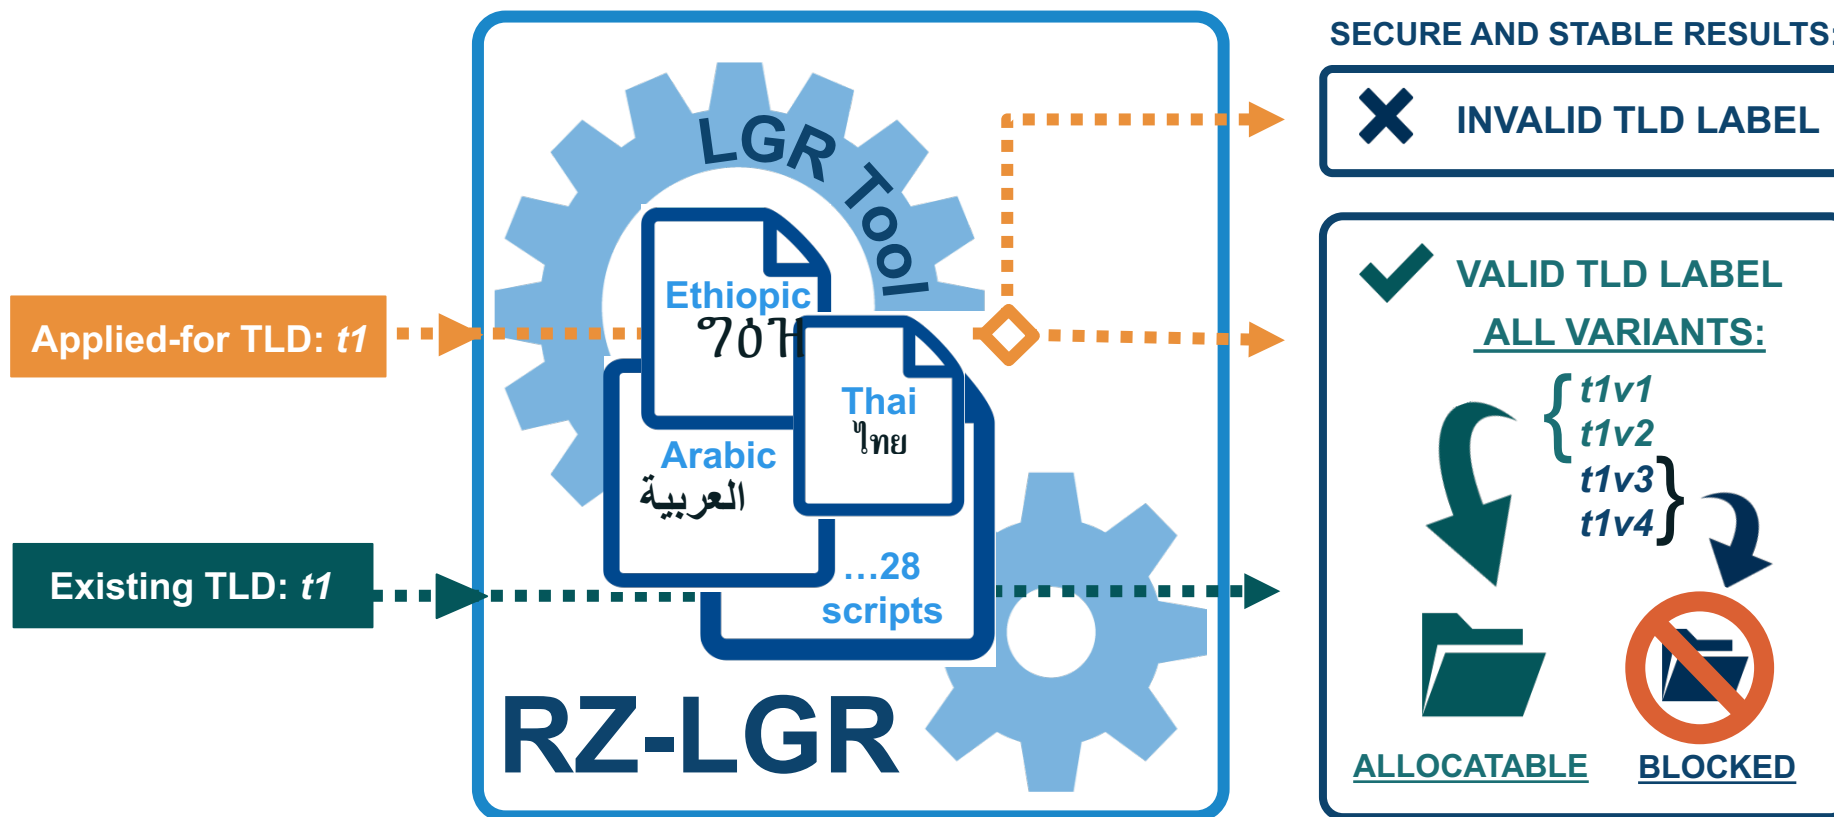 SECURE AND STABLE RESULTS:
INVALID TLD LABEL
LGR Tool
Ethiopic
ግዕዝ
Applied-for TLD: t1
Thai
ไทย
Arabic
العربية
...28
scripts
Existing TLD: t1
RZ-LGR
VALID TLD LABEL
ALL VARIANTS:
t1v1
t1v2
t1v3
t1v4
ALLOCATABLE
BLOCKED